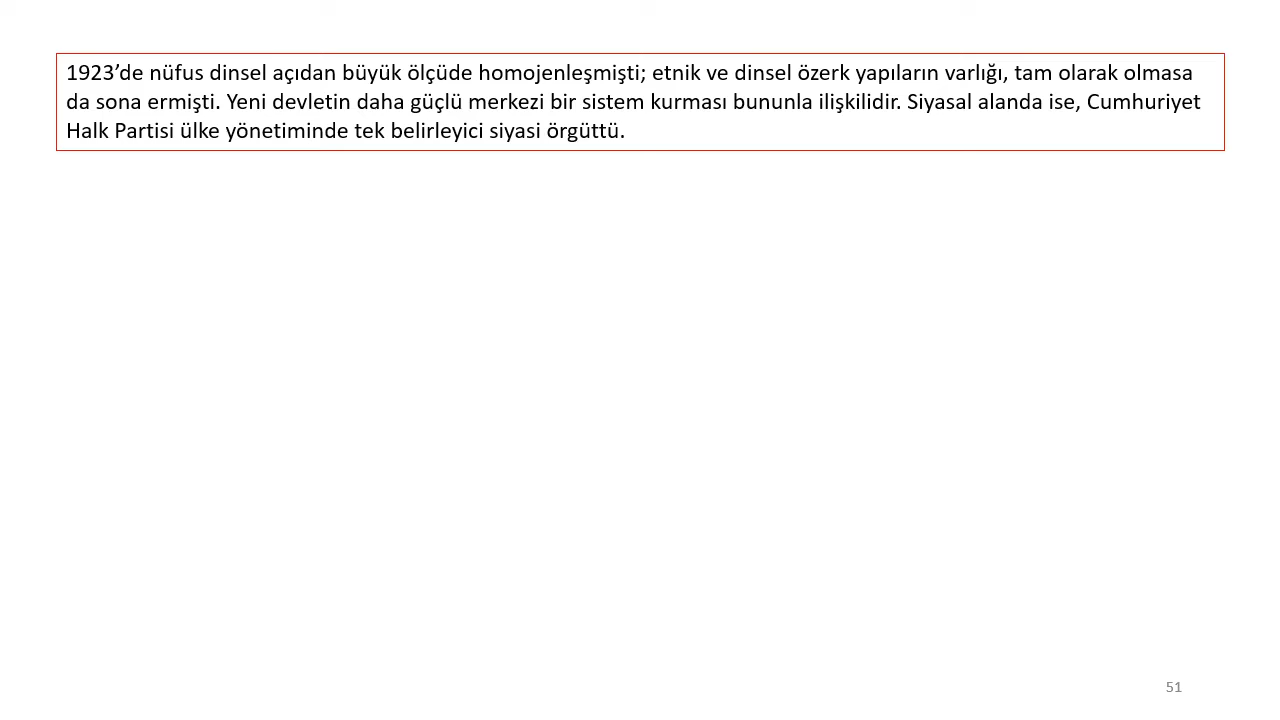 1923’de nüfus dinsel açıdan büyük ölçüde homojenleşmişti; etnik ve dinsel özerk yapıların varlığı, tam olarak olmasa
da sona ermişti. Yeni devletin daha güçlü merkezi bir sistem kurması bununla ilişkilidir. Siyasal alanda ise, Cumhuriyet
Halk Partisi ülke yönetiminde tek belirleyici siyasi örgüttü.
51